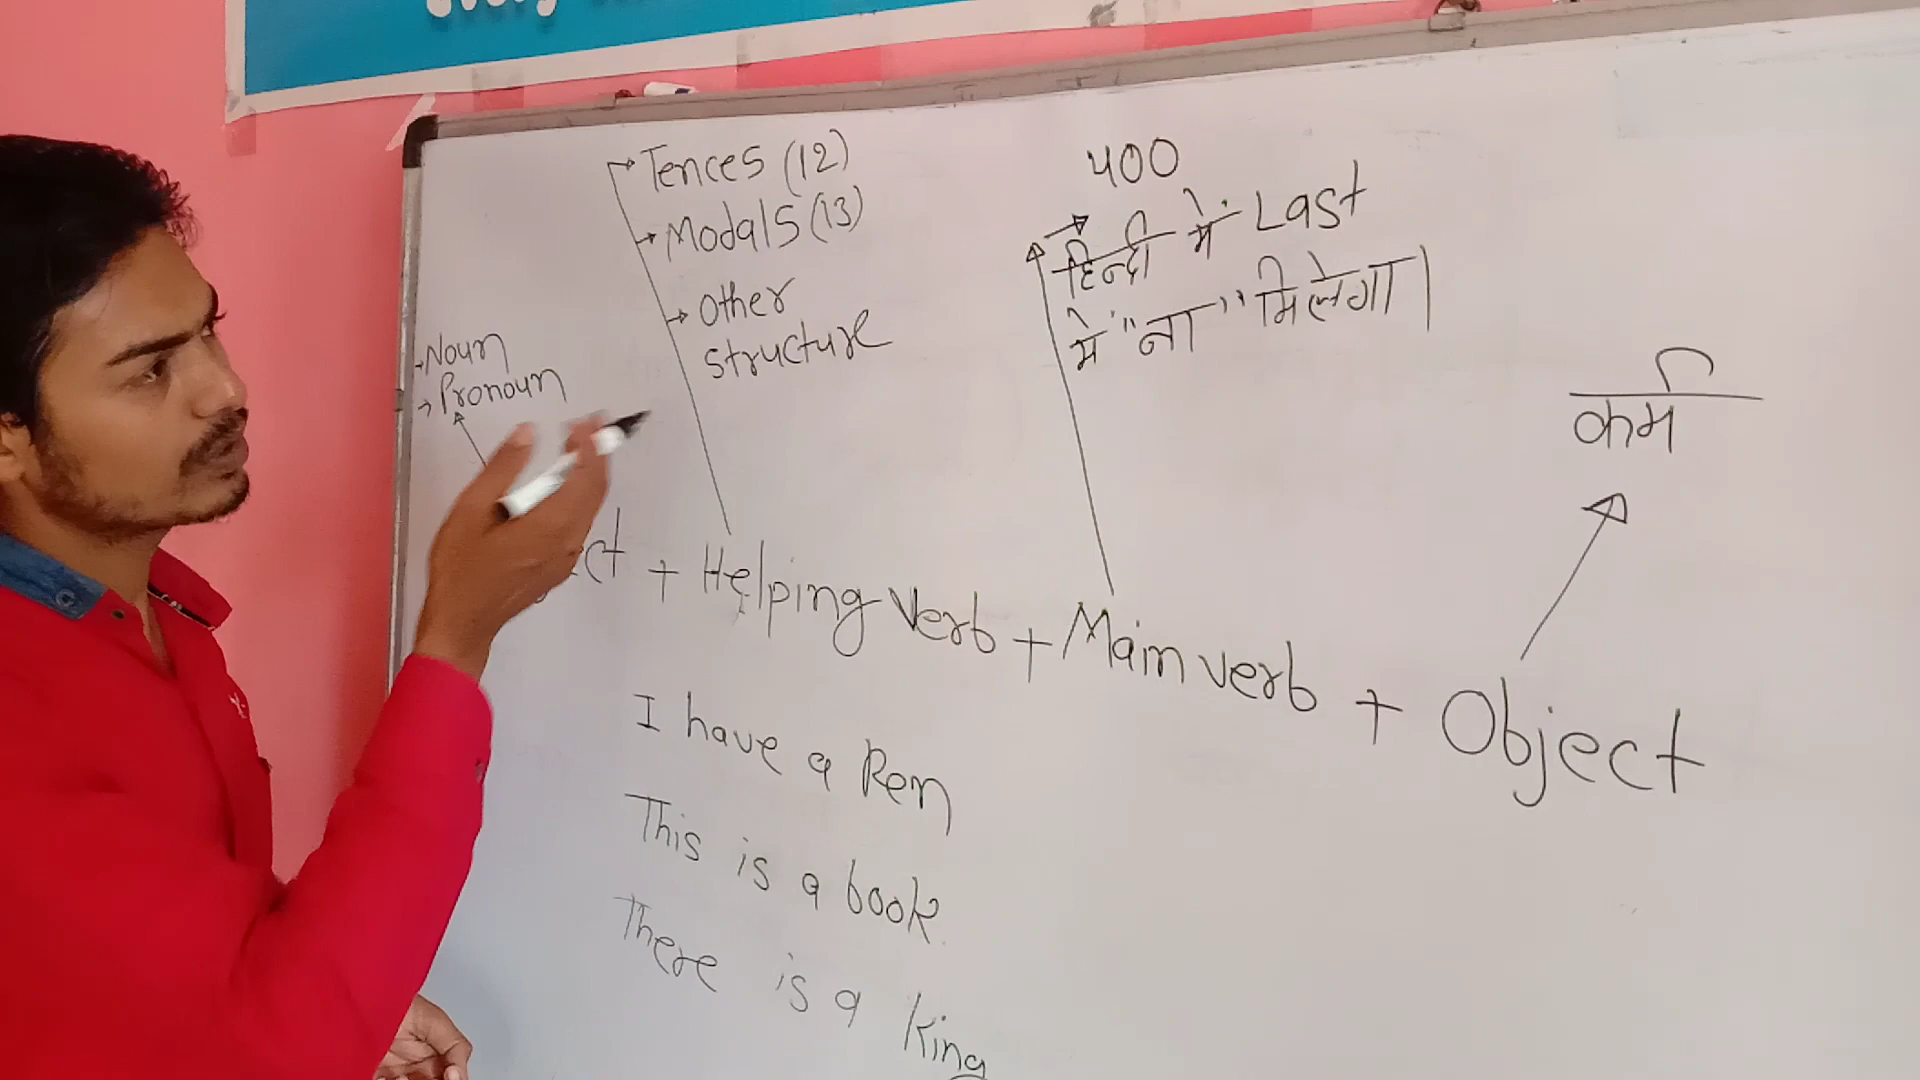 Tences (12)
Modals (13)
Other
structure
400
हिन्दी में Last
में "ना" मिलेगा।
Noun
Pronoun
कर्म
+ Helping Verb + Main verb + Object
I have a Pen
This is a book.
There is a King